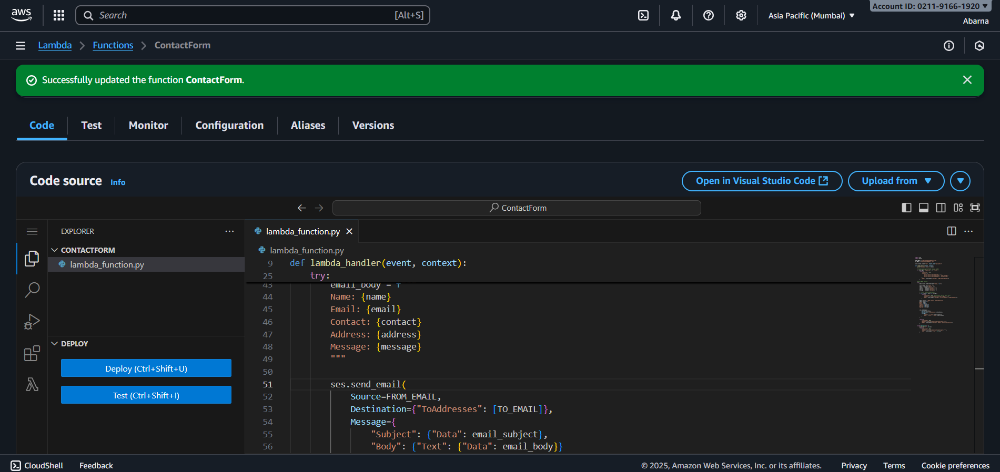 aws
Search
[Alt+S]
Asia Pacific (Mumbai)
Account ID: 0211-9166-1920
Abarna
Lambda
Functions
ContactForm
Successfully updated the function ContactForm.
Code
Test
Monitor
Configuration
Aliases
Versions
Code source
Info
Open in Visual Studio Code
Upload from
ContactForm
EXPLORER
CONTACTFORM
lambda_function.py
DEPLOY
Deploy (Ctrl+Shift+U)
Test (Ctrl+Shift+I)
lambda_function.py
lambda_function.py
9 def lambda_handler(event, context):
25 try:
43 email_body = f"""
44 Name: {name}
45 Email: {email}
46 Contact: {contact}
47 Address: {address}
48 Message: {message}
49 """
50
51 ses.send_email(
52 Source=FROM_EMAIL,
53 Destination={"ToAddresses": [TO_EMAIL]},
54 Message={
55 "Subject": {"Data": email_subject},
56 "Body": {"Text": {"Data": email_body}}
CloudShell
Feedback
© 2025, Amazon Web Services, Inc. or its affiliates.
Privacy
Terms
Cookie preferences